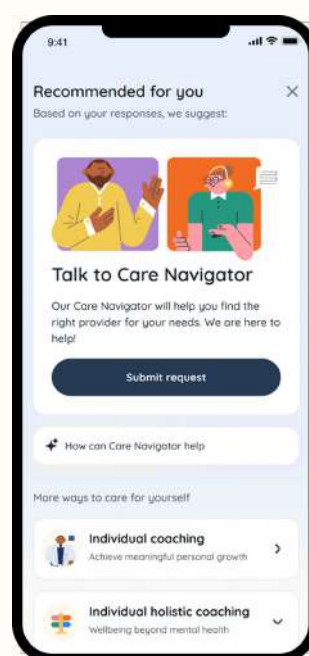 9:41
Recommended for you
Based on your responses, we suggest:
Talk to Care Navigator
Our Care Navigator will help you find the
right provider for your needs. We are here to
help!
Submit request
How can Care Navigator help
More ways to care for yourself
Individual coaching
Achieve meaningful personal growth
Individual holistic coaching
Wellbeing beyond mental health